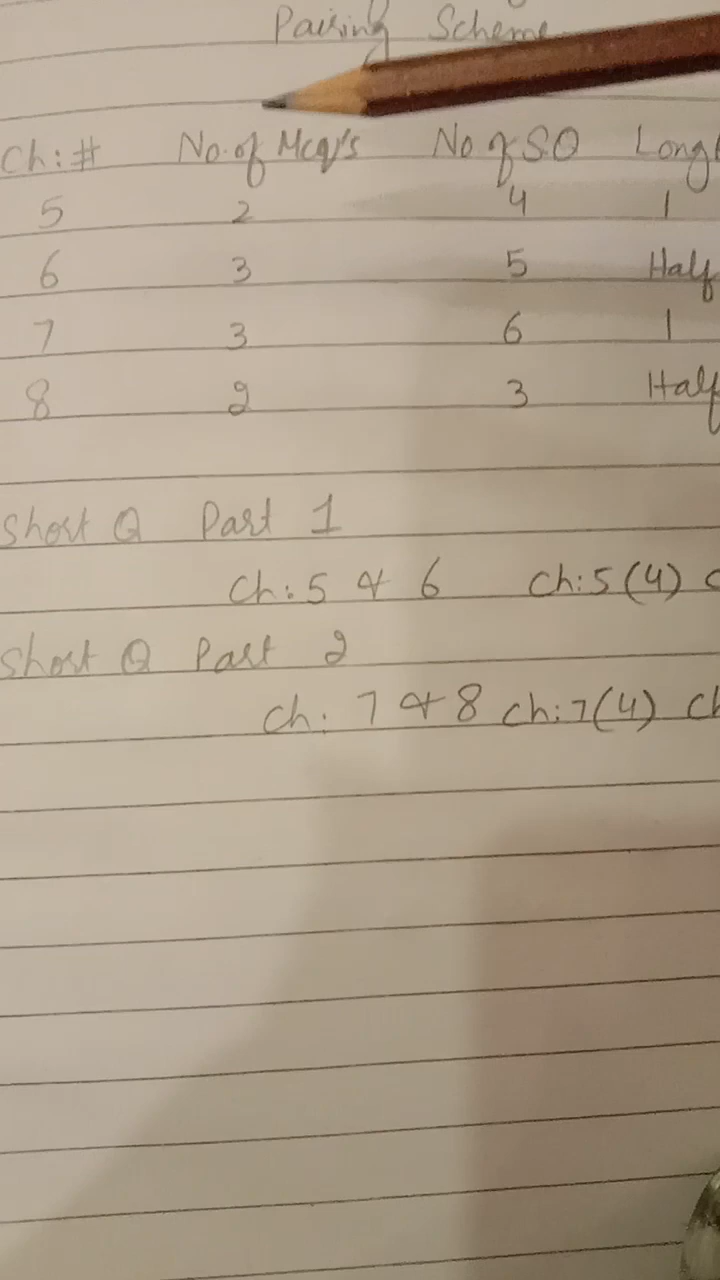 Pairing Scheme
Ch:# No. of Mcq's No of SQ Long
5 2 4 1
6 3 5 Half
7 3 6 1
8 2 3 Half
Short Q Part 1
Ch: 5 & 6 Ch:5(4)
Short Q Part 2
Ch: 7 & 8 Ch:7(4) Ch